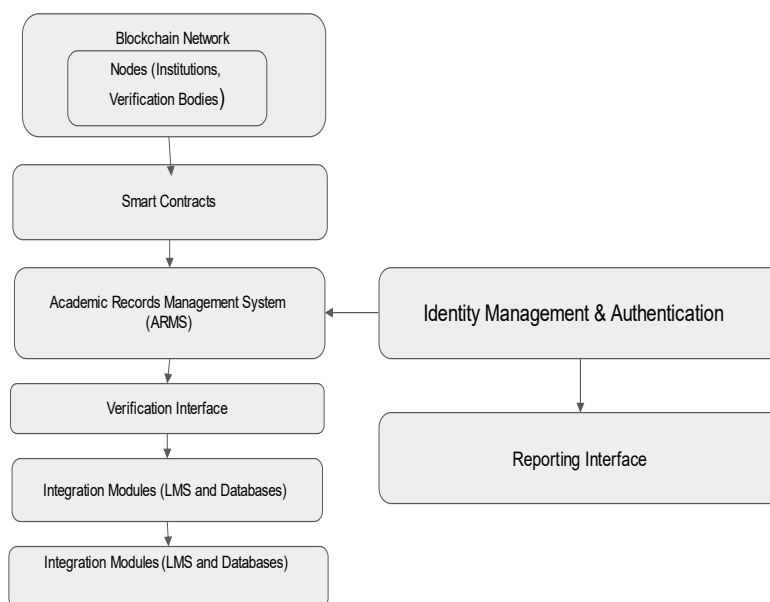 Blockchain Network
Nodes (Institutions,
Verification Bodies)
Smart Contracts
Academic Records Management System
(ARMS)
Identity Management & Authentication
Verification Interface
Reporting Interface
Integration Modules (LMS and Databases)
Integration Modules (LMS and Databases)